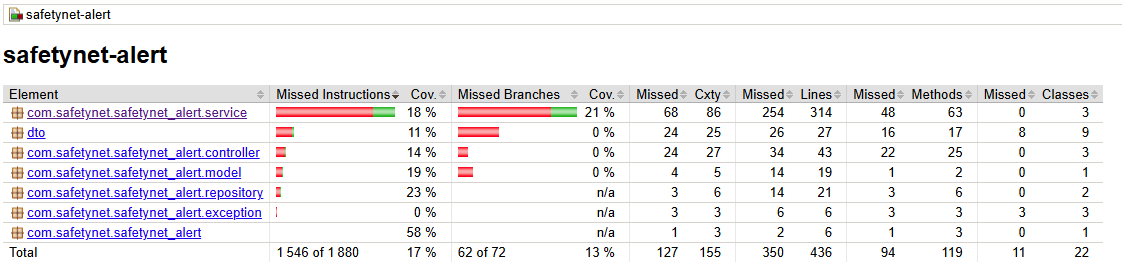 safetynet-alert
safetynet-alert
Element Missed Instructions Cov. Missed Branches Cov. Missed Cxty Missed Lines Missed Methods Missed Classes
com.safetynet.safetynet_alert.service 18 % 21 % 68 86 254 314 48 63 0 3
dto 11 % 0 % 24 25 26 27 16 17 8 9
com.safetynet.safetynet_alert.controller 14 % 0 % 24 27 34 43 22 25 0 3
com.safetynet.safetynet_alert.model 19 % 0 % 4 5 14 19 1 2 0 1
com.safetynet.safetynet_alert.repository 23 % n/a 3 6 14 21 3 6 0 2
com.safetynet.safetynet_alert.exception 0 % n/a 3 3 6 6 3 3 3 3
com.safetynet.safetynet_alert 58 % n/a 1 3 2 6 1 3 0 1
Total 1 546 of 1 880 17 % 62 of 72 13 % 127 155 350 436 94 119 11 22